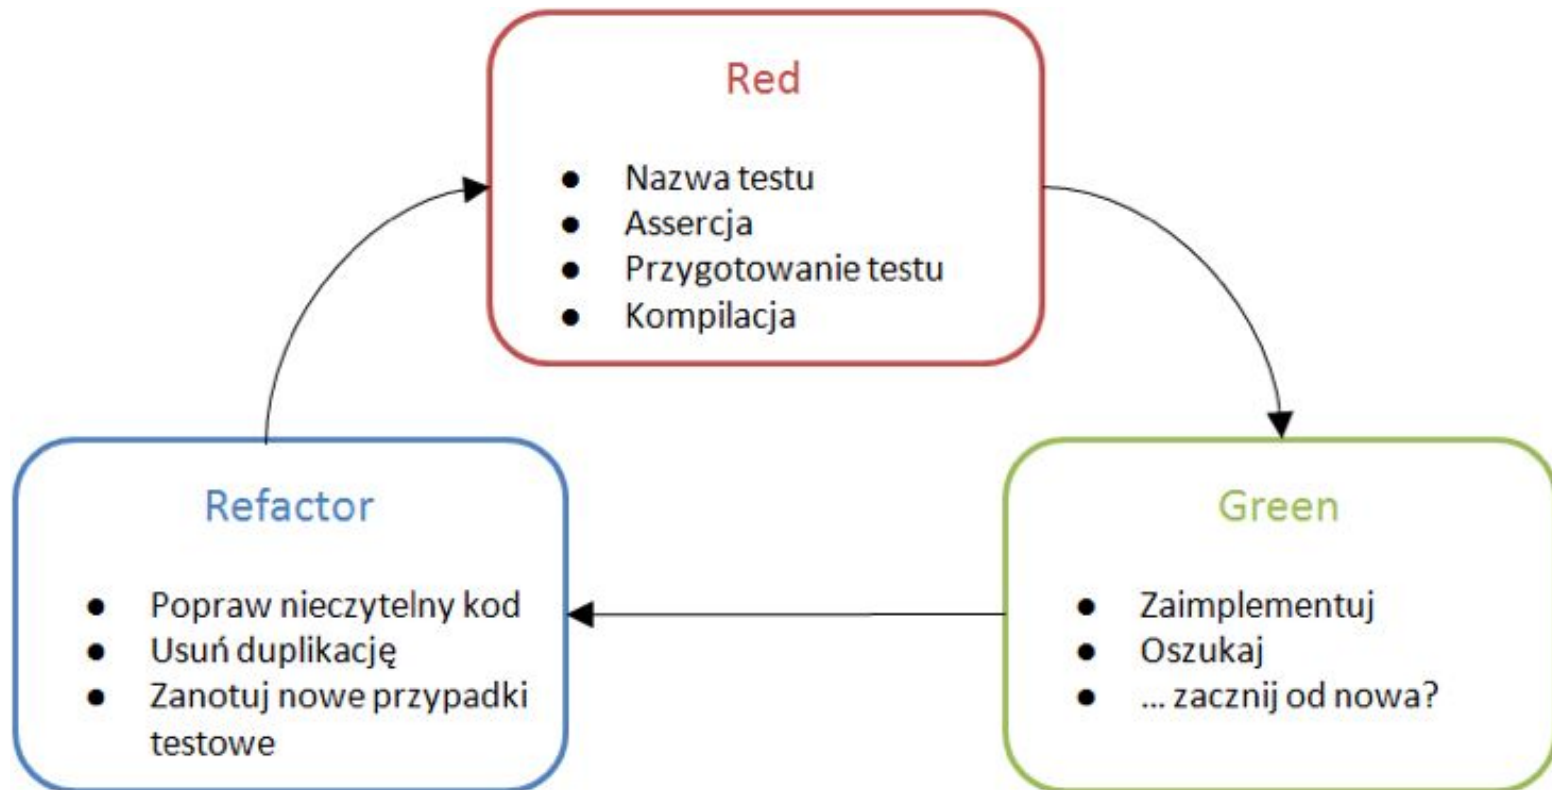 Red
● Nazwa testu
● Assercja
● Przygotowanie testu
● Kompilacja
Refactor
● Popraw nieczytelny kod
● Usuń duplikację
● Zanotuj nowe przypadki
testowe
Green
● Zaimplementuj
● Oszukaj
● ... zacznij od nowa?